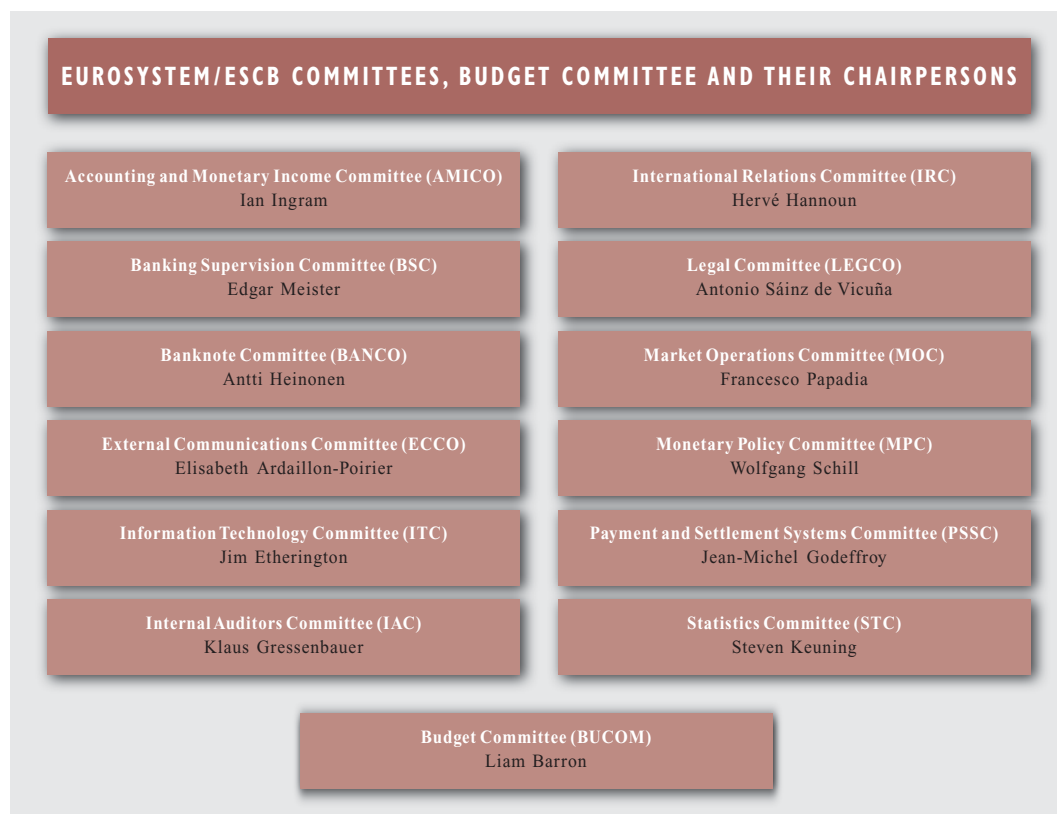 EUROSYSTEM/ESCB COMMITTEES, BUDGET COMMITTEE AND THEIR CHAIRPERSONS
Accounting and Monetary Income Committee (AMICO)
Ian Ingram
Banking Supervision Committee (BSC)
Edgar Meister
Banknote Committee (BANCO)
Antti Heinonen
External Communications Committee (ECCO)
Elisabeth Ardaillon-Poirier
Information Technology Committee (ITC)
Jim Etherington
Internal Auditors Committee (IAC)
Klaus Gressenbauer
International Relations Committee (IRC)
Hervé Hannoun
Legal Committee (LEGCO)
Antonio Sáinz de Vicuña
Market Operations Committee (MOC)
Francesco Papadia
Monetary Policy Committee (MPC)
Wolfgang Schill
Payment and Settlement Systems Committee (PSSC)
Jean-Michel Godeffroy
Statistics Committee (STC)
Steven Keuning
Budget Committee (BUCOM)
Liam Barron